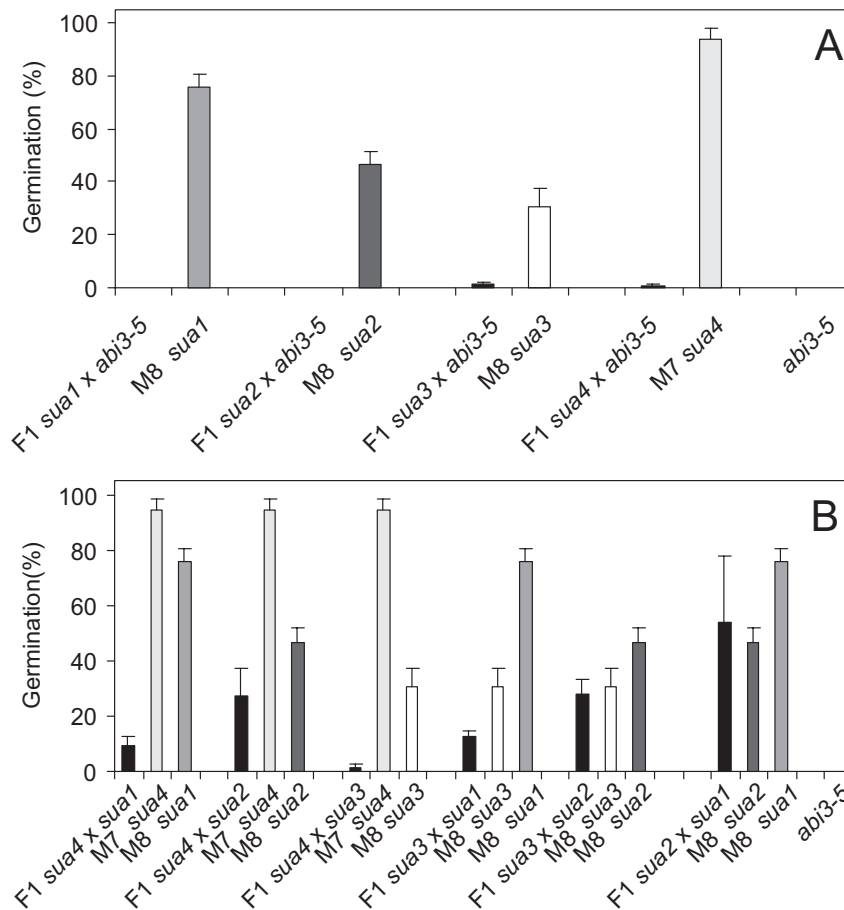 A
Germination (%)
100
80
60
40
20
0
F1 sua1 x abi3-5
M8 sua1
F1 sua2 x abi3-5
M8 sua2
F1 sua3 x abi3-5
M8 sua3
F1 sua4 x abi3-5
M7 sua4
abi3-5
B
Germination(%)
100
80
60
40
20
0
F1 sua4 x sua1
M7 sua4
M8 sua1
F1 sua4 x sua2
M7 sua4
M8 sua2
F1 sua4 x sua3
M7 sua4
M8 sua3
F1 sua3 x sua1
M8 sua3
M8 sua1
F1 sua3 x sua2
M8 sua3
M8 sua2
F1 sua2 x sua1
M8 sua2
M8 sua1
abi3-5